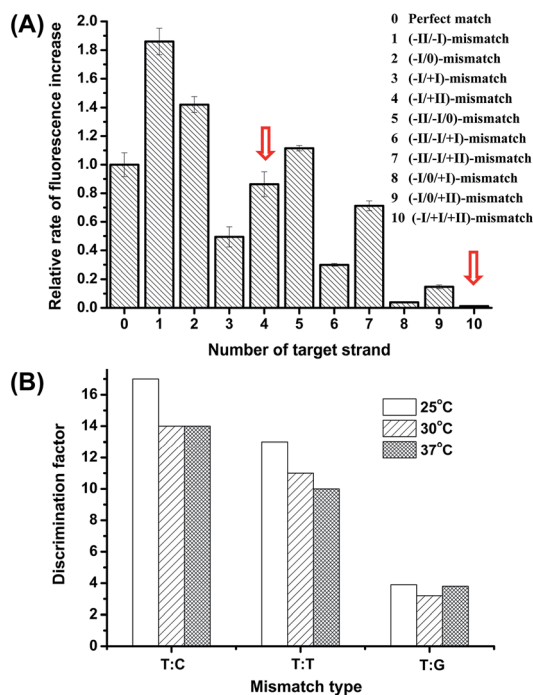 (A)
Relative rate of fluorescence increase
2.0
1.8
1.6
1.4
1.2
1.0
0.8
0.6
0.4
0.2
0.0
0 1 2 3 4 5 6 7 8 9 10
Number of target strand
0 Perfect match
1 (-II/-I)-mismatch
2 (-I/0)-mismatch
3 (-I/+I)-mismatch
4 (-I/+II)-mismatch
5 (-II/-I/0)-mismatch
6 (-II/-I/+I)-mismatch
7 (-II/-I/+II)-mismatch
8 (-I/0/+I)-mismatch
9 (-I/0/+II)-mismatch
10 (-I/+I/+II)-mismatch
(B)
Discrimination factor
16
14
12
10
8
6
4
2
0
25°C
30°C
37°C
T:C T:T T:G
Mismatch type